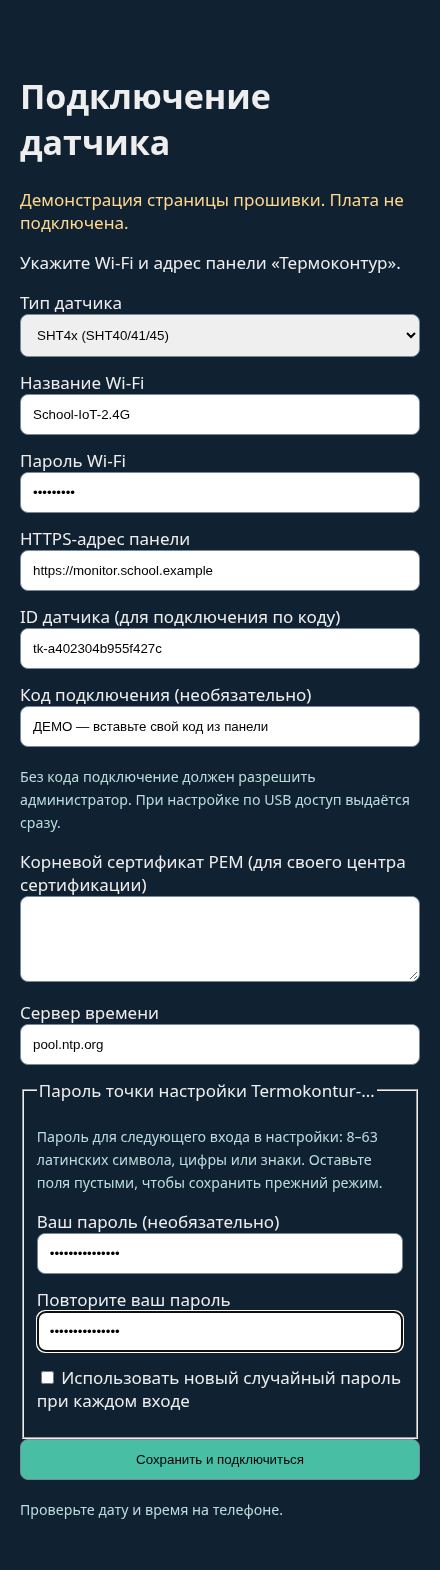 Подключение
датчика
Демонстрация страницы прошивки. Плата не
подключена.
Укажите Wi-Fi и адрес панели «Термоконтур».
Тип датчика
SHT4x (SHT40/41/45)
Название Wi-Fi
School-IoT-2.4G
Пароль Wi-Fi
•••••••••
HTTPS-адрес панели
https://monitor.school.example
ID датчика (для подключения по коду)
tk-a402304b955f427c
Код подключения (необязательно)
ДЕМО — вставьте свой код из панели
Без кода подключение должен разрешить
администратор. При настройке по USB доступ выдаётся
сразу.
Корневой сертификат PEM (для своего центра
сертификации)
Сервер времени
pool.ntp.org
Пароль точки настройки Termokontur-...
Пароль для следующего входа в настройки: 8–63
латинских символа, цифры или знаки. Оставьте
поля пустыми, чтобы сохранить прежний режим.
Ваш пароль (необязательно)
•••••••••••••••
Повторите ваш пароль
•••••••••••••••
Использовать новый случайный пароль
при каждом входе
Сохранить и подключиться
Проверьте дату и время на телефоне.